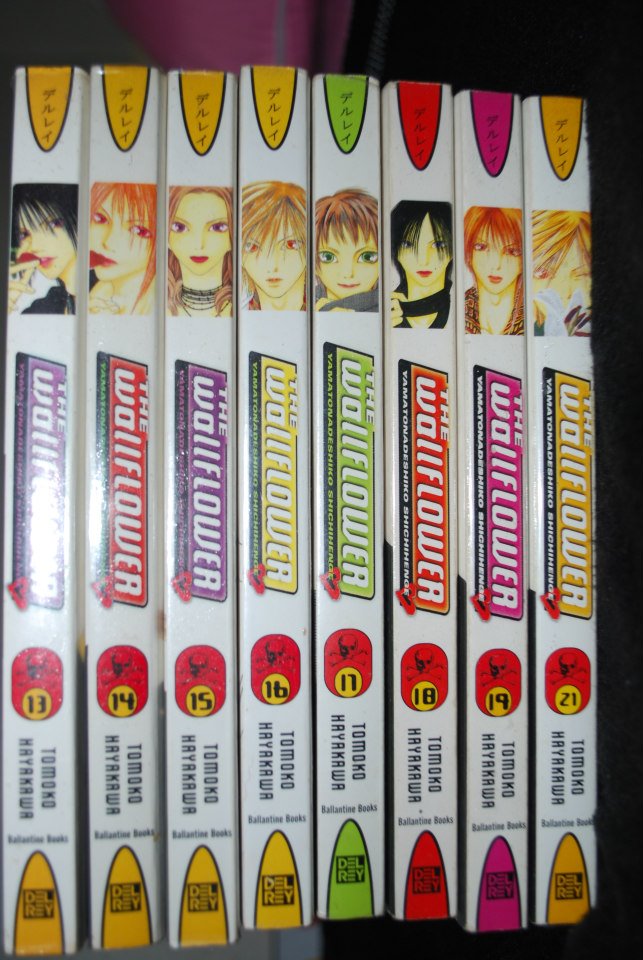 デルレイ
THE
WallFLOWER
YAMATONADESHIKO
13
TOMOKO
HAYAKAWA
Ballantine Books
DEL
REY
デルレイ
THE
WallFLOWER
YAMATONADESHIKO
14
TOMOKO
HAYAKAWA
Ballantine Books
DEL
REY
デルレイ
THE
WallFLOWER
YAMATONADESHIKO
15
TOMOKO
HAYAKAWA
Ballantine Books
DEL
REY
デルレイ
THE
WallFLOWER
YAMATONADESHIKO SHICHIHENGE
16
TOMOKO
HAYAKAWA
Ballantine Books
DEL
REY
デルレイ
THE
WallFLOWER
YAMATONADESHIKO SHICHIHENGE
17
TOMOKO
HAYAKAWA
Ballantine Books
DEL
REY
デルレイ
THE
WallFLOWER
YAMATONADESHIKO SHICHIHENGE
18
TOMOKO
HAYAKAWA
Ballantine Books
DEL
REY
デルレイ
THE
WallFLOWER
YAMATONADESHIKO SHICHIHENGE
19
TOMOKO
HAYAKAWA
Ballantine Books
DEL
REY
デルレイ
THE
WallFLOWER
YAMATONADESHIKO SHICHIHENGE
21
TOMOKO
HAYAKAWA
Ballantine Books
DEL
REY